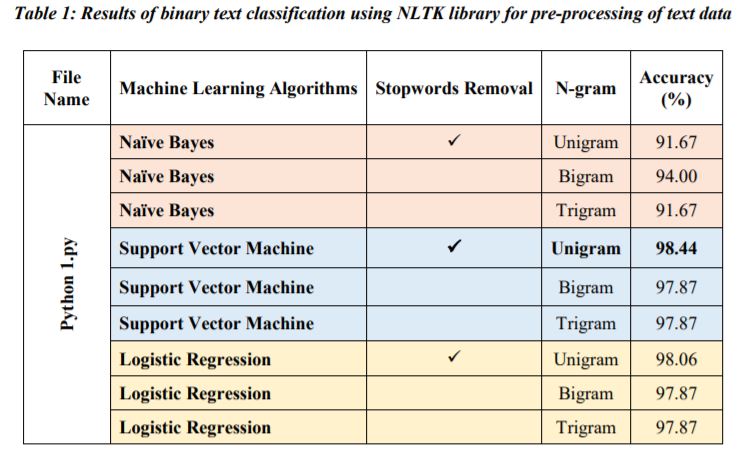 Table 1: Results of binary text classification using NLTK library for pre-processing of text data
File Name Machine Learning Algorithms Stopwords Removal N-gram Accuracy (%)
Python 1.py
Naïve Bayes ✓ Unigram 91.67
Naïve Bayes Bigram 94.00
Naïve Bayes Trigram 91.67
Support Vector Machine ✓ Unigram 98.44
Support Vector Machine Bigram 97.87
Support Vector Machine Trigram 97.87
Logistic Regression ✓ Unigram 98.06
Logistic Regression Bigram 97.87
Logistic Regression Trigram 97.87